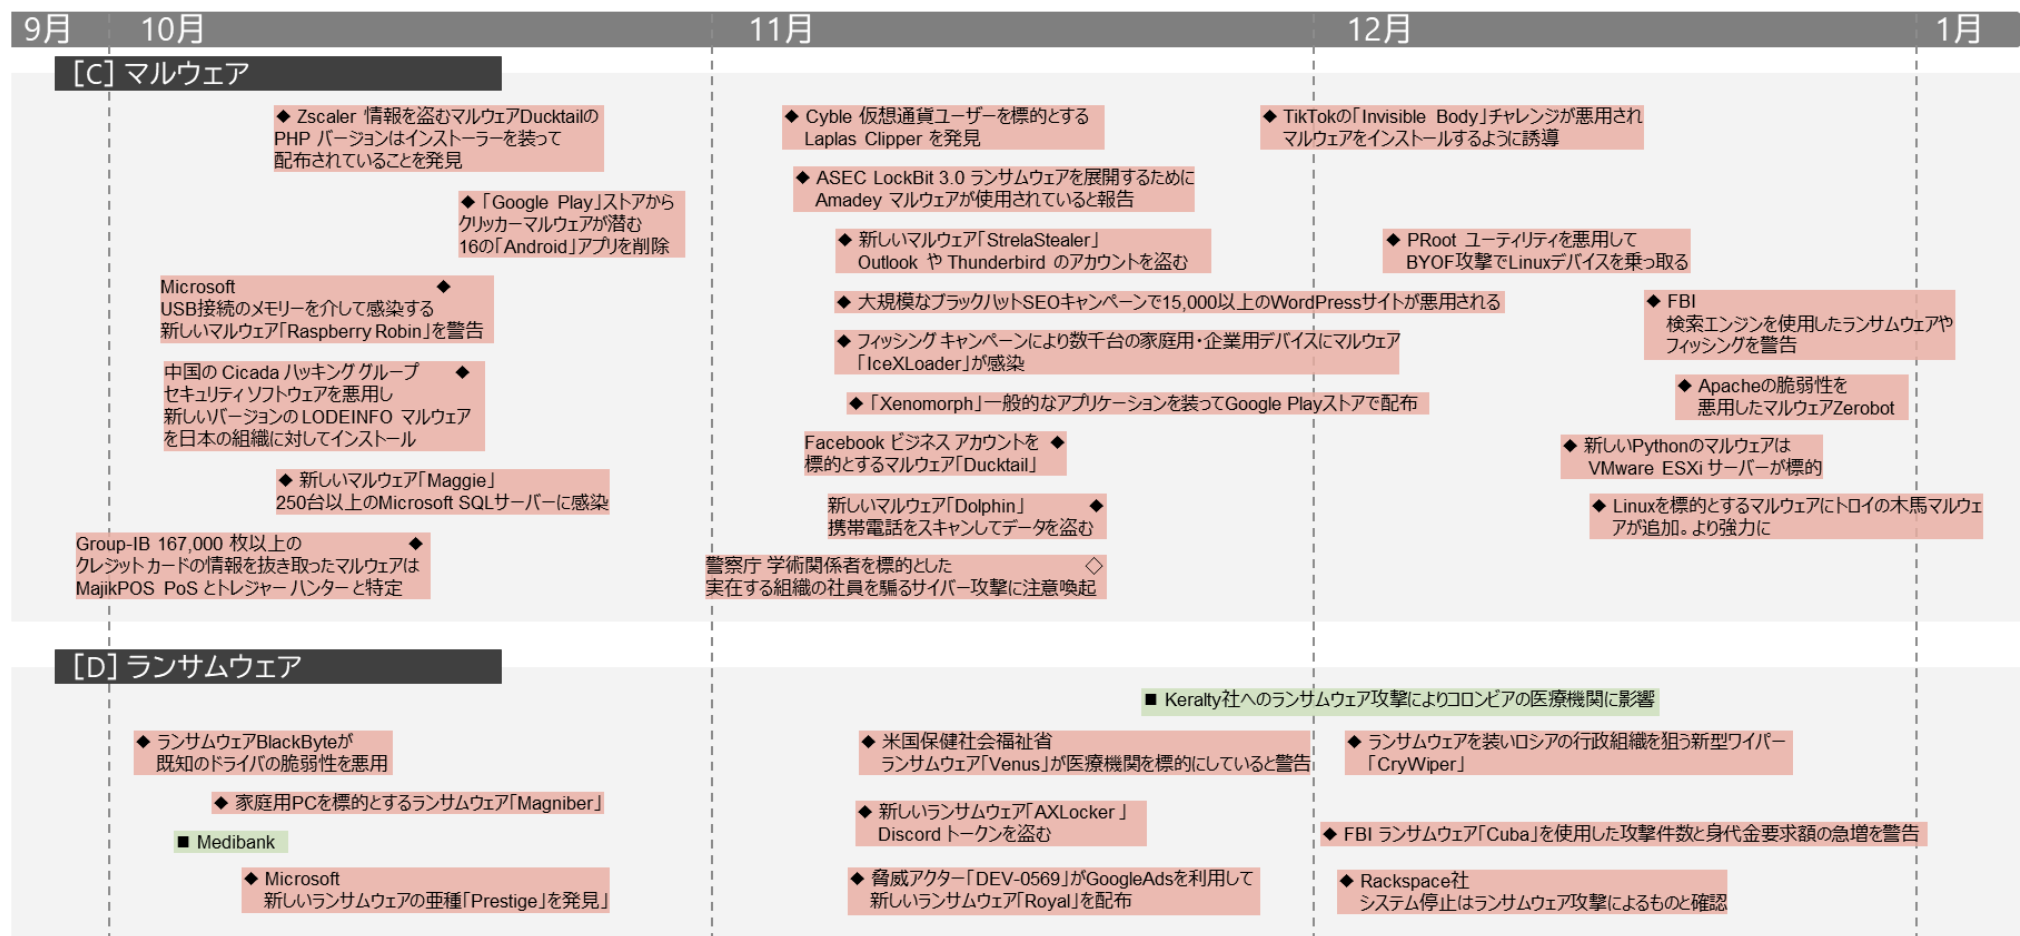 9月 10月 11月 12月 1月
[C] マルウェア
◆ Zscaler 情報を盗むマルウェアDucktailの
PHP バージョンはインストーラーを装って
配布されていることを発見
◆「Google Play」ストアから
クリッカーマルウェアが潜む
16の「Android」アプリを削除
Microsoft ◆
USB接続のメモリーを介して感染する
新しいマルウェア「Raspberry Robin」を警告
中国の Cicada ハッキング グループ ◆
セキュリティソフトウェアを悪用し
新しいバージョンの LODEINFO マルウェア
を日本の組織に対してインストール
◆ 新しいマルウェア「Maggie」
250台以上のMicrosoft SQLサーバーに感染
Group-IB 167,000 枚以上の ◆
クレジット カードの情報を抜き取ったマルウェアは
MajikPOS PoS とトレジャー ハンター と特定
◆ Cyble 仮想通貨ユーザーを標的とする
Laplas Clipper を発見
◆ ASEC LockBit 3.0 ランサムウェアを展開するために
Amadey マルウェアが使用されていると報告
◆ 新しいマルウェア「StrelaStealer」
Outlook や Thunderbird のアカウントを盗む
◆ 大規模なブラックハットSEOキャンペーンで15,000以上のWordPressサイトが悪用される
◆ フィッシング キャンペーンにより数千台の家庭用・企業用デバイスにマルウェア
「IceXLoader」が感染
◆「Xenomorph」一般的なアプリケーションを装ってGoogle Playストアで配布
Facebook ビジネス アカウントを ◆
標的とするマルウェア「Ducktail」
新しいマルウェア「Dolphin」 ◆
携帯電話をスキャンしてデータを盗む
警察庁 学術関係者を標的とした ◇
実在する組織の社員を騙るサイバー攻撃に注意喚起
◆ TikTokの「Invisible Body」チャレンジが悪用され
マルウェアをインストールするように誘導
◆ PRoot ユーティリティを悪用して
BYOF攻撃でLinuxデバイスを乗っ取る
◆ FBI
検索エンジンを使用したランサムウェアや
フィッシングを警告
◆ Apacheの脆弱性を
悪用したマルウェアZerobot
◆ 新しいPythonのマルウェアは
VMware ESXi サーバーが標的
◆ Linuxを標的とするマルウェアにトロイの木馬マルウェ
アが追加。より強力に
[D] ランサムウェア
■ Keralty社へのランサムウェア攻撃によりコロンビアの医療機関に影響
◆ ランサムウェアBlackByteが
既知のドライバの脆弱性を悪用
◆ 家庭用PCを標的とするランサムウェア「Magniber」
■ Medibank
◆ Microsoft
新しいランサムウェアの亜種「Prestige」を発見」
◆ 米国保健社会福祉省
ランサムウェア「Venus」が医療機関を標的にしていると警告
◆ 新しいランサムウェア「AXLocker 」
Discord トークンを盗む
◆ 脅威アクター「DEV-0569」がGoogleAdsを利用して
新しいランサムウェア「Royal」を配布
◆ ランサムウェアを装いロシアの行政組織を狙う新型ワイパー
「CryWiper」
◆ FBI ランサムウェア「Cuba」を使用した攻撃件数と身代金要求額の急増を警告
◆ Rackspace社
システム停止はランサムウェア攻撃によるものと確認